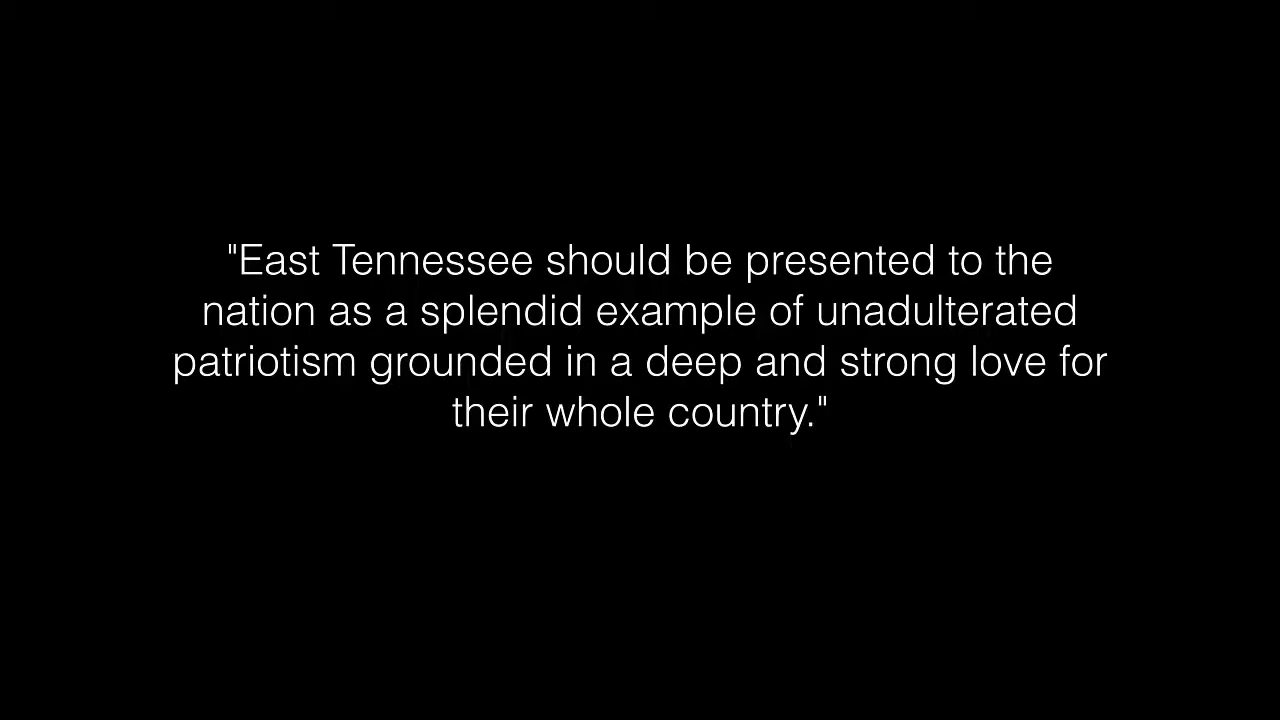 "East Tennessee should be presented to the
nation as a splendid example of unadulterated
patriotism grounded in a deep and strong love for
their whole country."